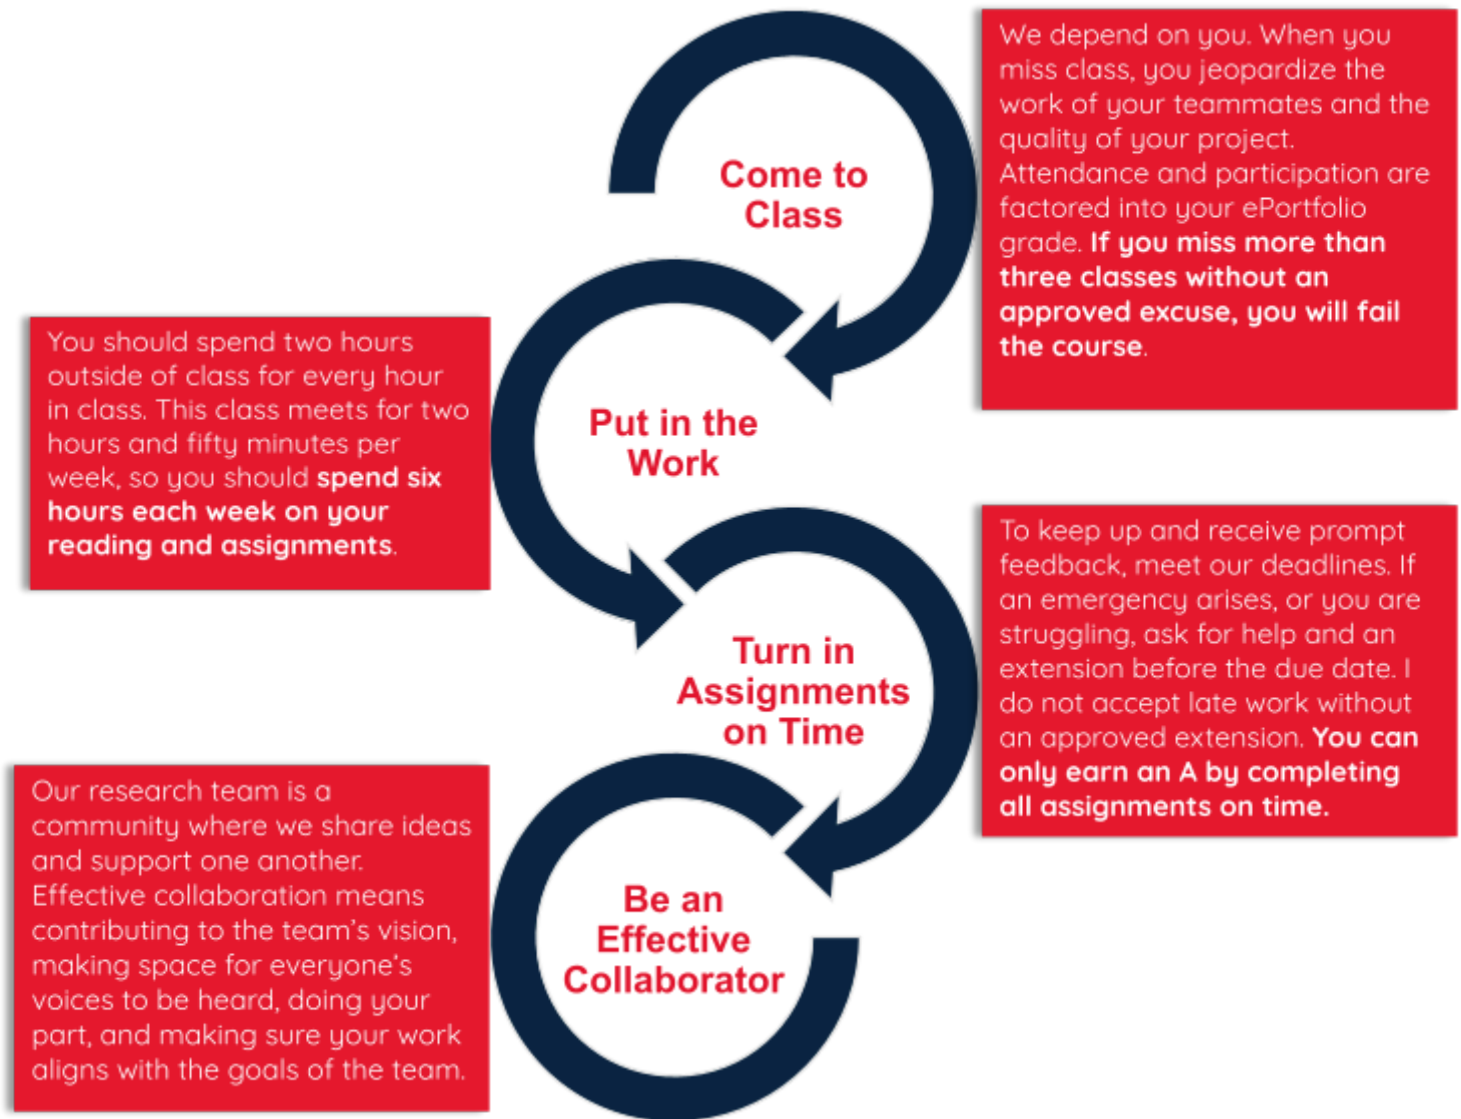 Come to
Class
We depend on you. When you
miss class, you jeopardize the
work of your teammates and the
quality of your project.
Attendance and participation are
factored into your ePortfolio
grade. If you miss more than
three classes without an
approved excuse, you will fail
the course.
Put in the
Work
You should spend two hours
outside of class for every hour
in class. This class meets for two
hours and fifty minutes per
week, so you should spend six
hours each week on your
reading and assignments.
Turn in
Assignments
on Time
To keep up and receive prompt
feedback, meet our deadlines. If
an emergency arises, or you are
struggling, ask for help and an
extension before the due date. I
do not accept late work without
an approved extension. You can
only earn an A by completing
all assignments on time.
Be an
Effective
Collaborator
Our research team is a
community where we share ideas
and support one another.
Effective collaboration means
contributing to the team's vision,
making space for everyone's
voices to be heard, doing your
part, and making sure your work
aligns with the goals of the team.